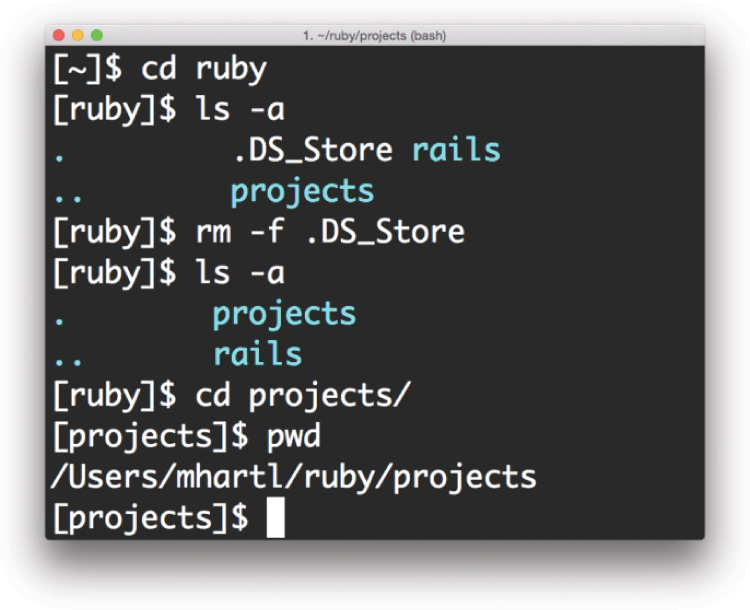 1. ~/ruby/projects (bash)
[~]$ cd ruby
[ruby]$ ls -a
. .DS_Store rails
.. projects
[ruby]$ rm -f .DS_Store
[ruby]$ ls -a
. projects
.. rails
[ruby]$ cd projects/
[projects]$ pwd
/Users/mhartl/ruby/projects
[projects]$